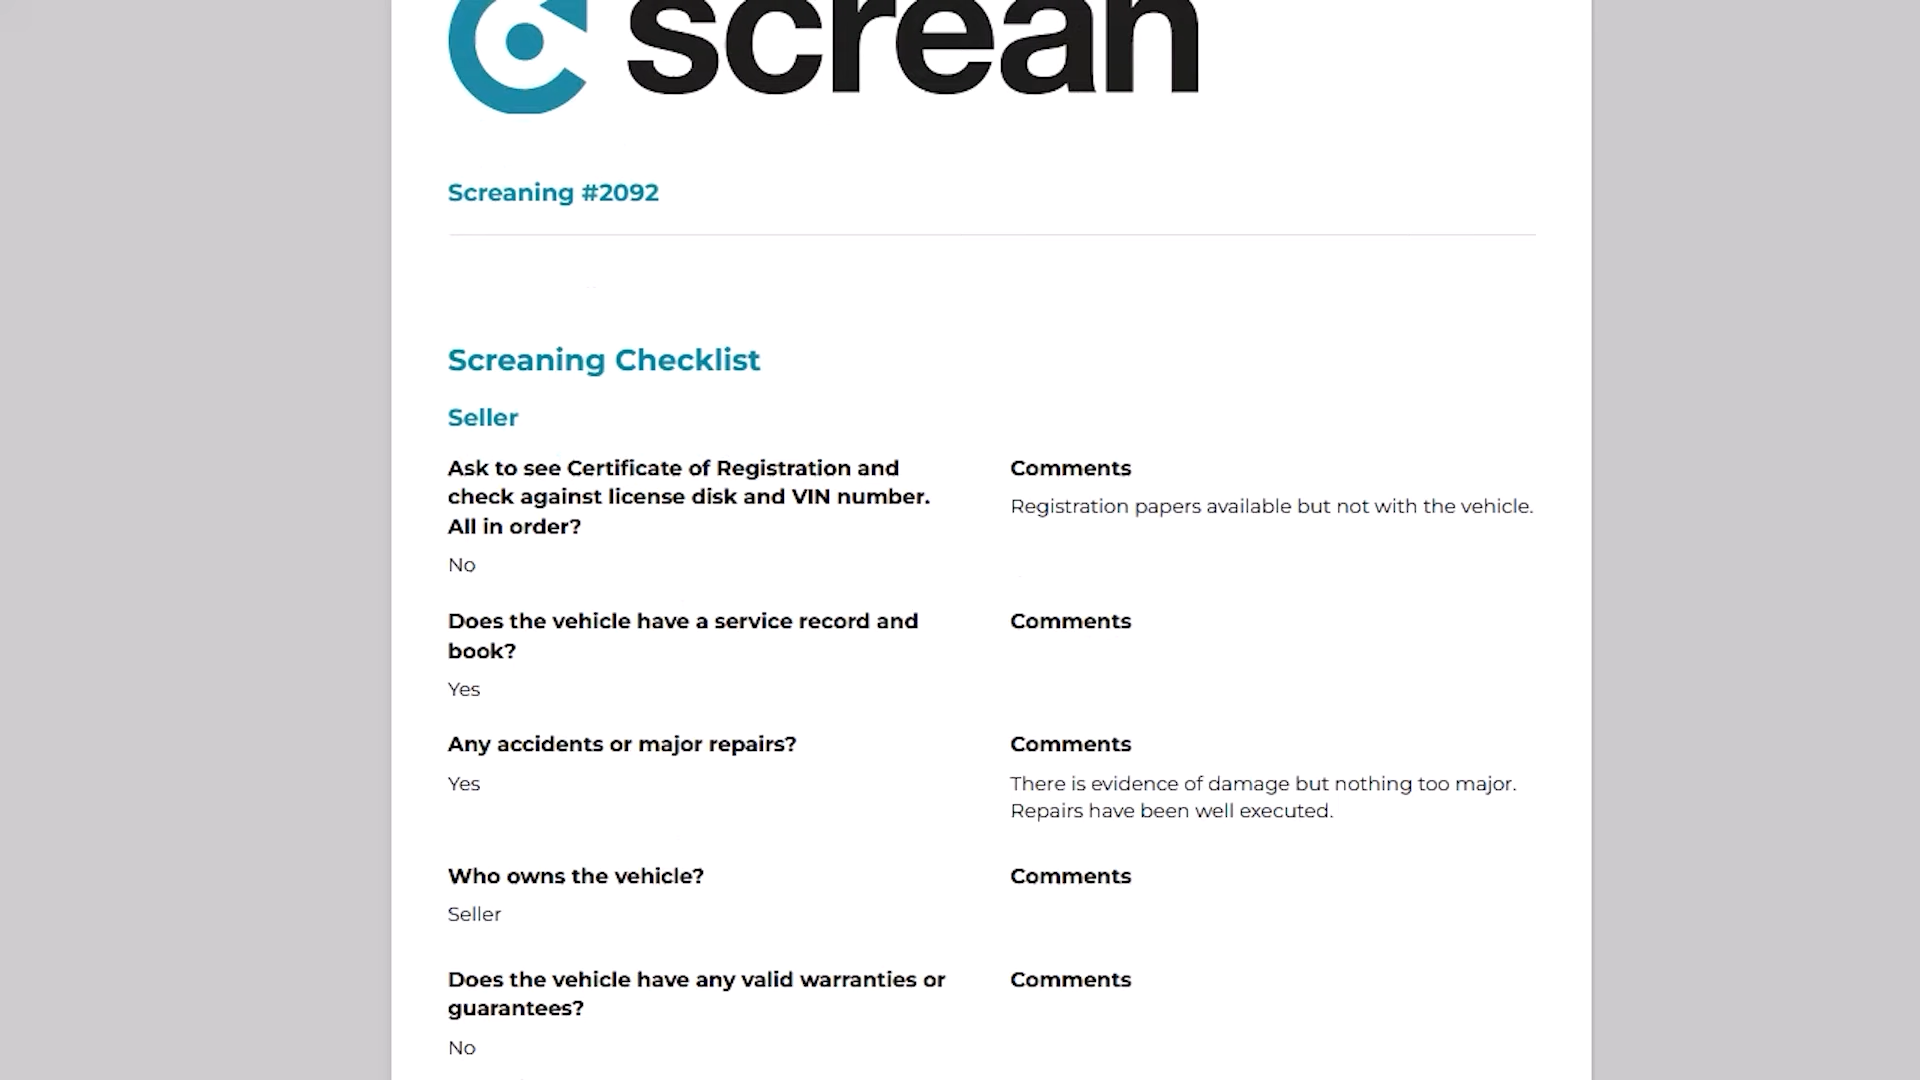 screan
Screaning #2092
Screaning Checklist
Seller
Ask to see Certificate of Registration and
check against license disk and VIN number.
All in order?
No
Comments
Registration papers available but not with the vehicle.
Does the vehicle have a service record and
book?
Yes
Comments
Any accidents or major repairs?
Yes
Comments
There is evidence of damage but nothing too major.
Repairs have been well executed.
Who owns the vehicle?
Seller
Comments
Does the vehicle have any valid warranties or
guarantees?
No
Comments